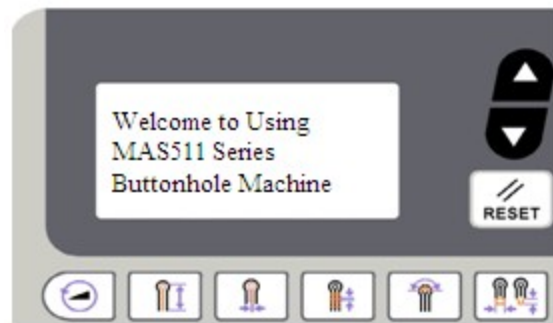 Welcome to Using
MAS511 Series
Buttonhole Machine
RESET